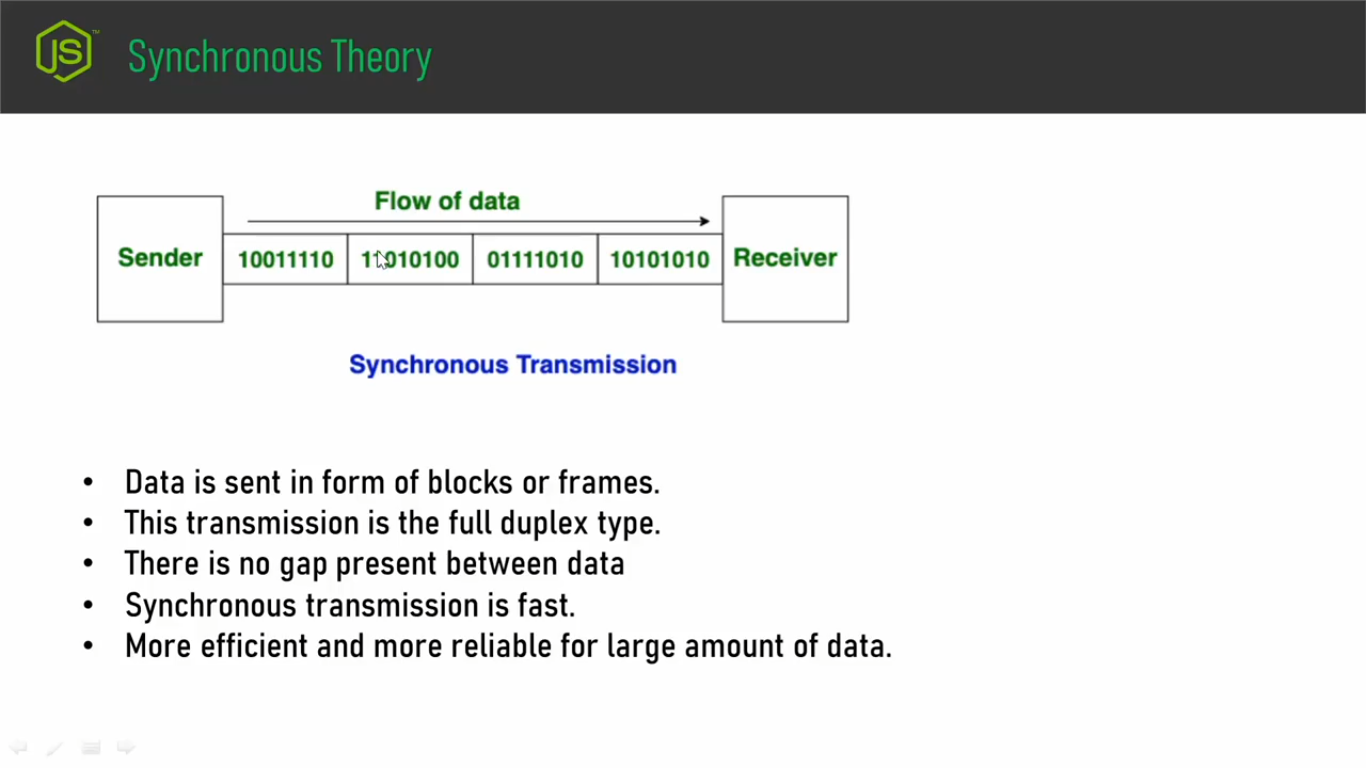 JS™
Synchronous Theory
Flow of data
Sender
10011110
11010100
01111010
10101010
Receiver
Synchronous Transmission
• Data is sent in form of blocks or frames.
• This transmission is the full duplex type.
• There is no gap present between data
• Synchronous transmission is fast.
• More efficient and more reliable for large amount of data.